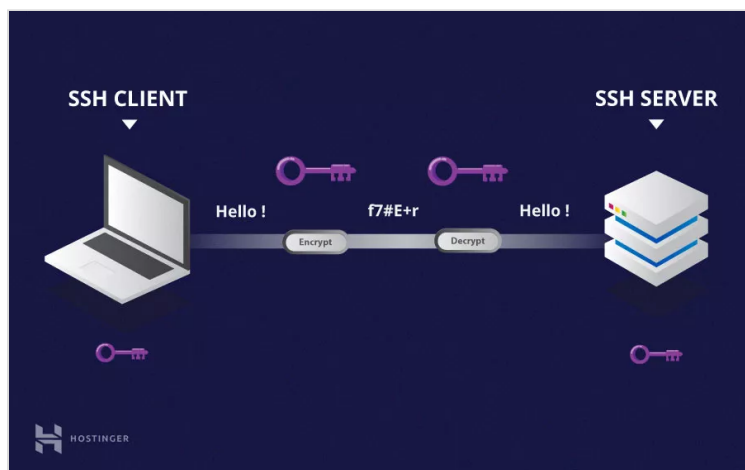 SSH CLIENT
SSH SERVER
Hello !
f7#E+r
Hello !
Encrypt
Decrypt
HOSTINGER